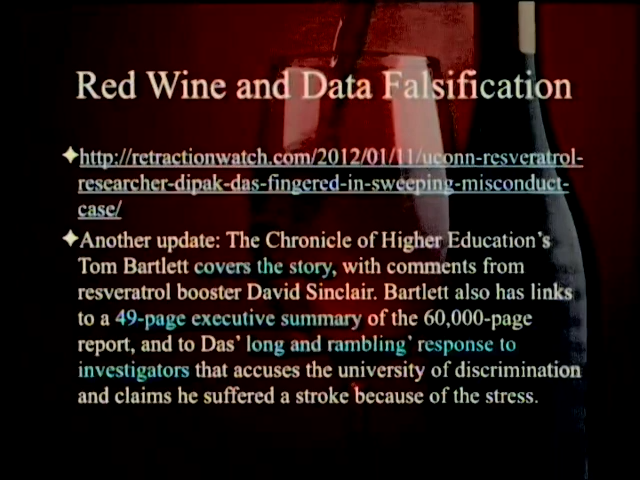 Red Wine and Data Falsification
http://retractionwatch.com/2012/01/11/uconn-resveratrol-
researcher-dipak-das-fingered-in-sweeping-misconduct-
case/
Another update: The Chronicle of Higher Education’s
Tom Bartlett covers the story, with comments from
resveratrol booster David Sinclair. Bartlett also has links
to a 49-page executive summary of the 60,000-page
report, and to Das’ long and rambling’ response to
investigators that accuses the university of discrimination
and claims he suffered a stroke because of the stress.